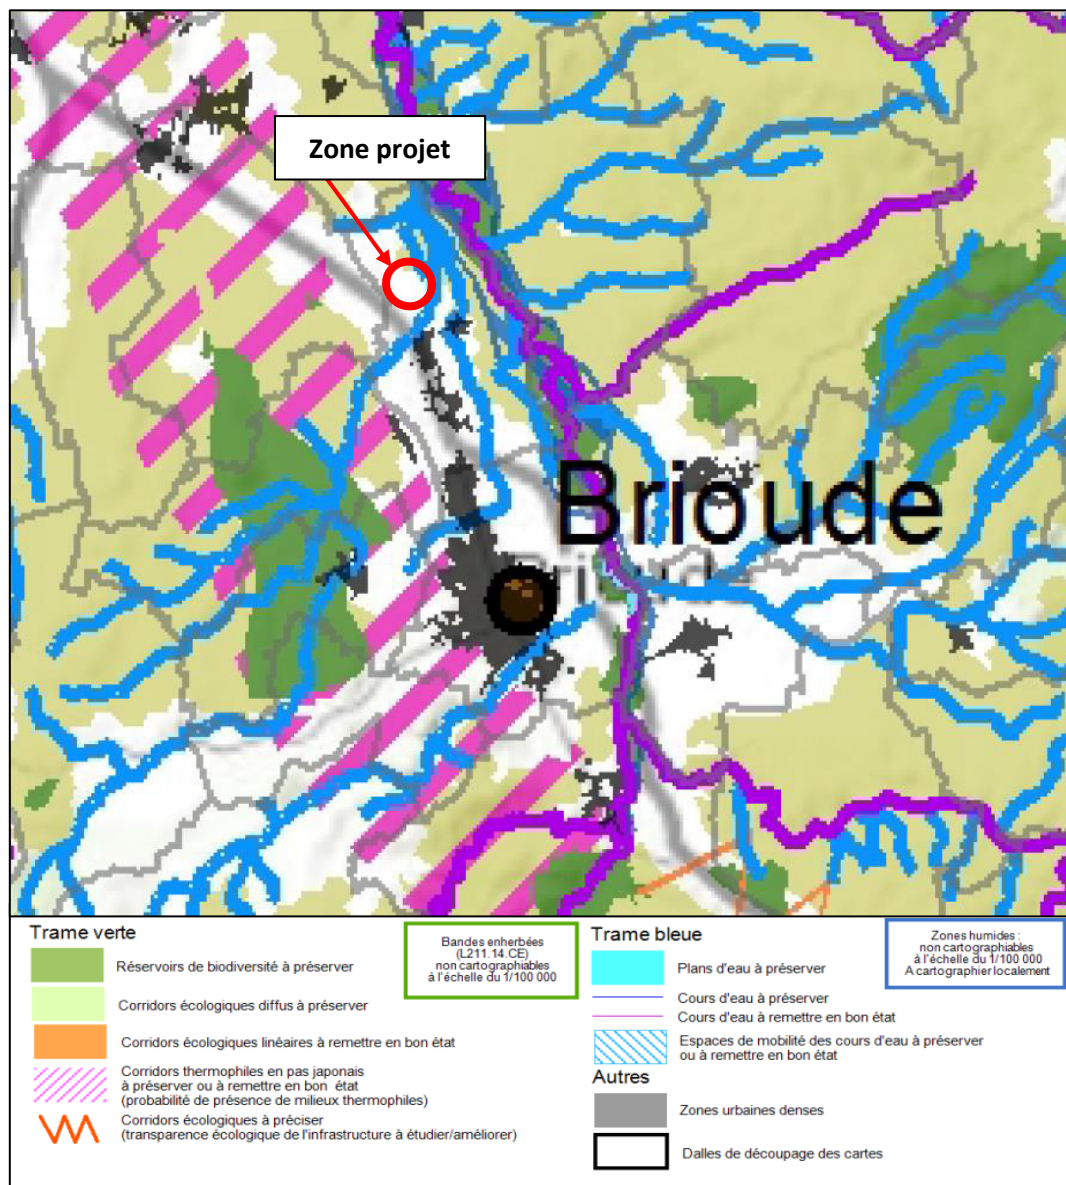 Zone projet
Brioude
Brioude
Trame verte
Réservoirs de biodiversité à préserver
Corridors écologiques diffus à préserver
Corridors écologiques linéaires à remettre en bon état
Corridors thermophiles en pas japonais
à préserver ou à remettre en bon état
(probabilité de présence de milieux thermophiles)
Corridors écologiques à préciser
(transparence écologique de l'infrastructure à étudier/améliorer)
Bandes enherbées
(L211.14.CE)
non cartographiables
à l'échelle du 1/100 000
Trame bleue
Plans d'eau à préserver
Cours d'eau à préserver
Cours d'eau à remettre en bon état
Espaces de mobilité des cours d'eau à préserver
ou à remettre en bon état
Autres
Zones urbaines denses
Dalles de découpage des cartes
Zones humides :
non cartographiables
à l'échelle du 1/100 000
A cartographier localement